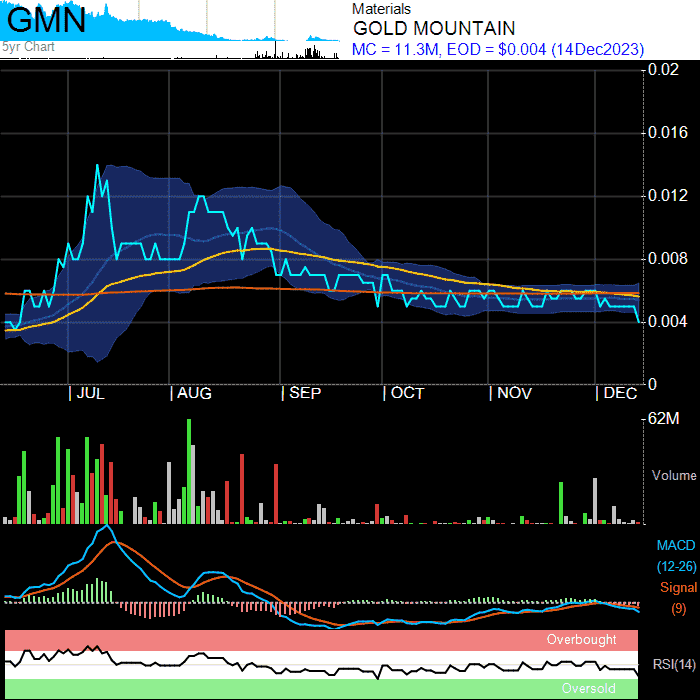 GMN
5yr Chart
Materials
GOLD MOUNTAIN
MC = 11.3M, EOD = $0.004 (14Dec2023)
0.02
0.016
0.012
0.008
0.004
0
JUL AUG SEP OCT NOV DEC
62M
Volume
MACD
(12-26)
Signal
(9)
Overbought
RSI(14)
Oversold